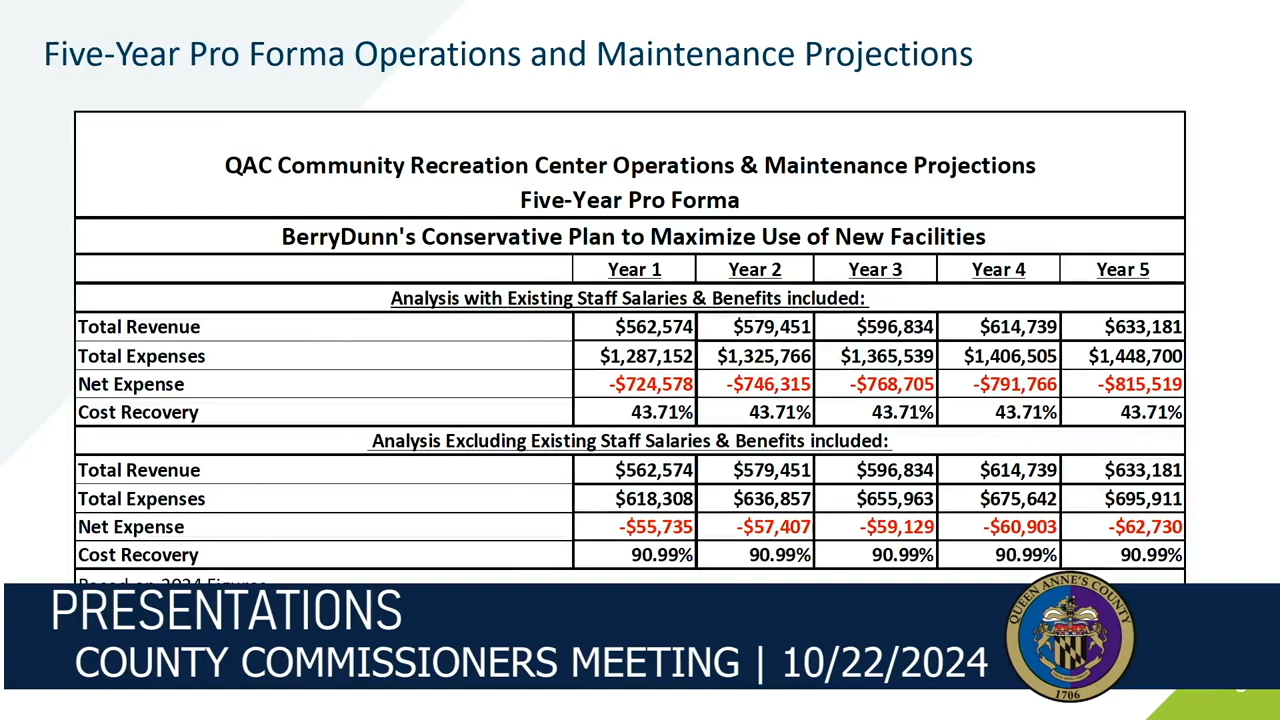 Five-Year Pro Forma Operations and Maintenance Projections
QAC Community Recreation Center Operations & Maintenance Projections
Five-Year Pro Forma
BerryDunn's Conservative Plan to Maximize Use of New Facilities
Year 1 Year 2 Year 3 Year 4 Year 5
Analysis with Existing Staff Salaries & Benefits included:
Total Revenue $562,574 $579,451 $596,834 $614,739 $633,181
Total Expenses $1,287,152 $1,325,766 $1,365,539 $1,406,505 $1,448,700
Net Expense -$724,578 -$746,315 -$768,705 -$791,766 -$815,519
Cost Recovery 43.71% 43.71% 43.71% 43.71% 43.71%
Analysis Excluding Existing Staff Salaries & Benefits included:
Total Revenue $562,574 $579,451 $596,834 $614,739 $633,181
Total Expenses $618,308 $636,857 $655,963 $675,642 $695,911
Net Expense -$55,735 -$57,407 -$59,129 -$60,903 -$62,730
Cost Recovery 90.99% 90.99% 90.99% 90.99% 90.99%
Based on 2024 Figures
PRESENTATIONS
COUNTY COMMISSIONERS MEETING | 10/22/2024
QUEEN ANNE'S COUNTY
1706